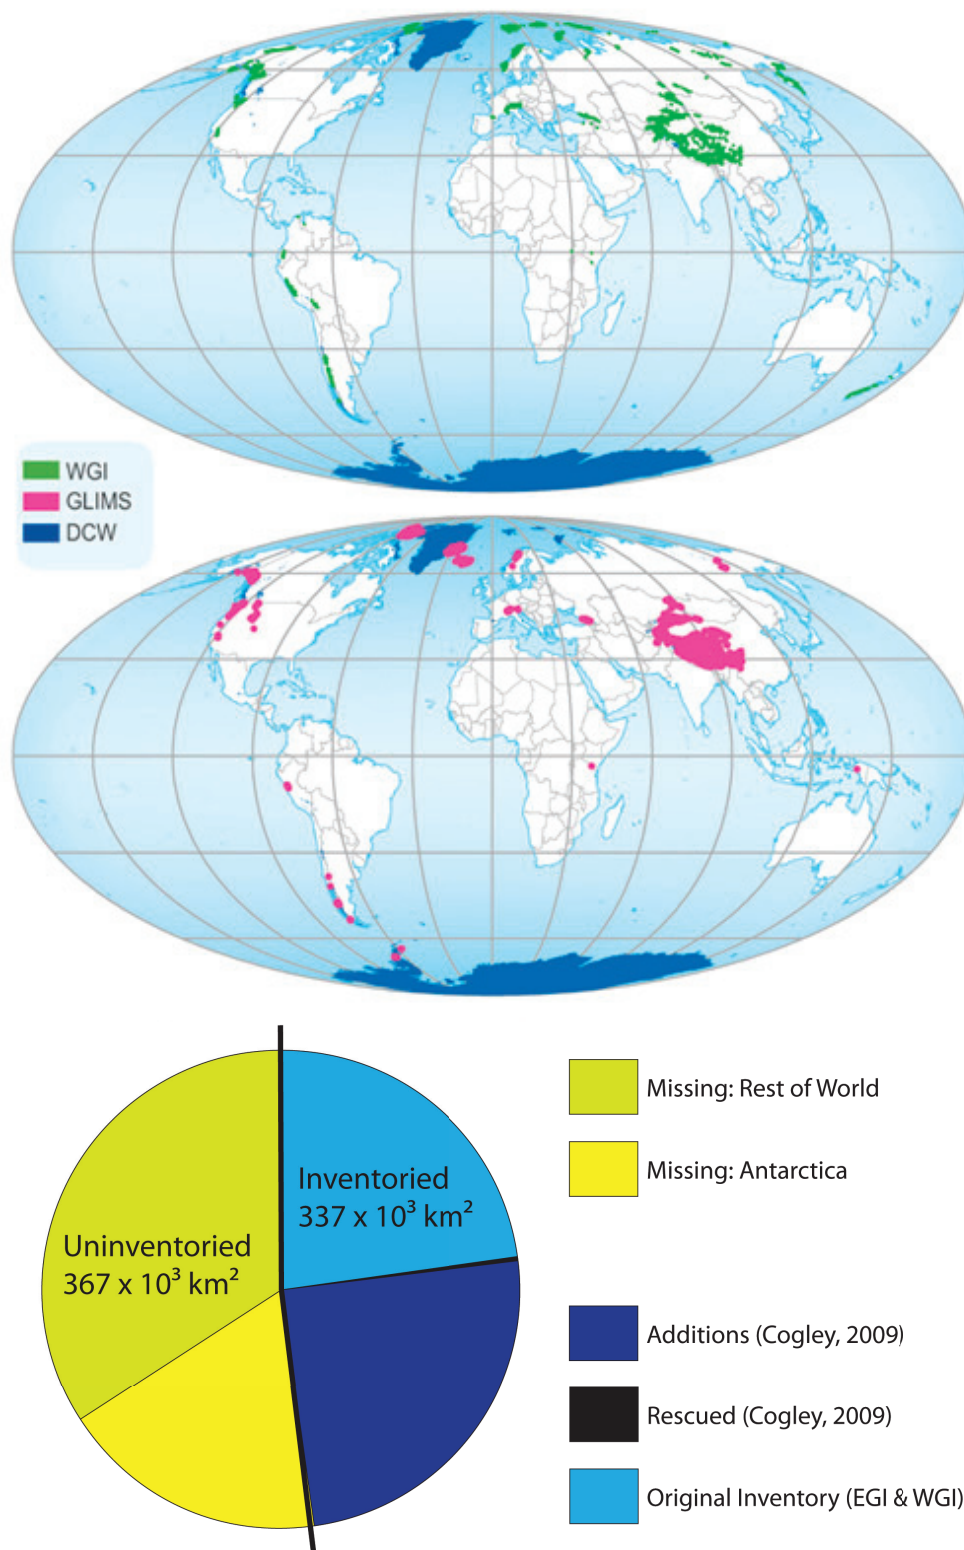 WGI
GLIMS
DCW
Inventoried
337 x 10³ km²
Uninventoried
367 x 10³ km²
Missing: Rest of World
Missing: Antarctica
Additions (Cogley, 2009)
Rescued (Cogley, 2009)
Original Inventory (EGI & WGI)